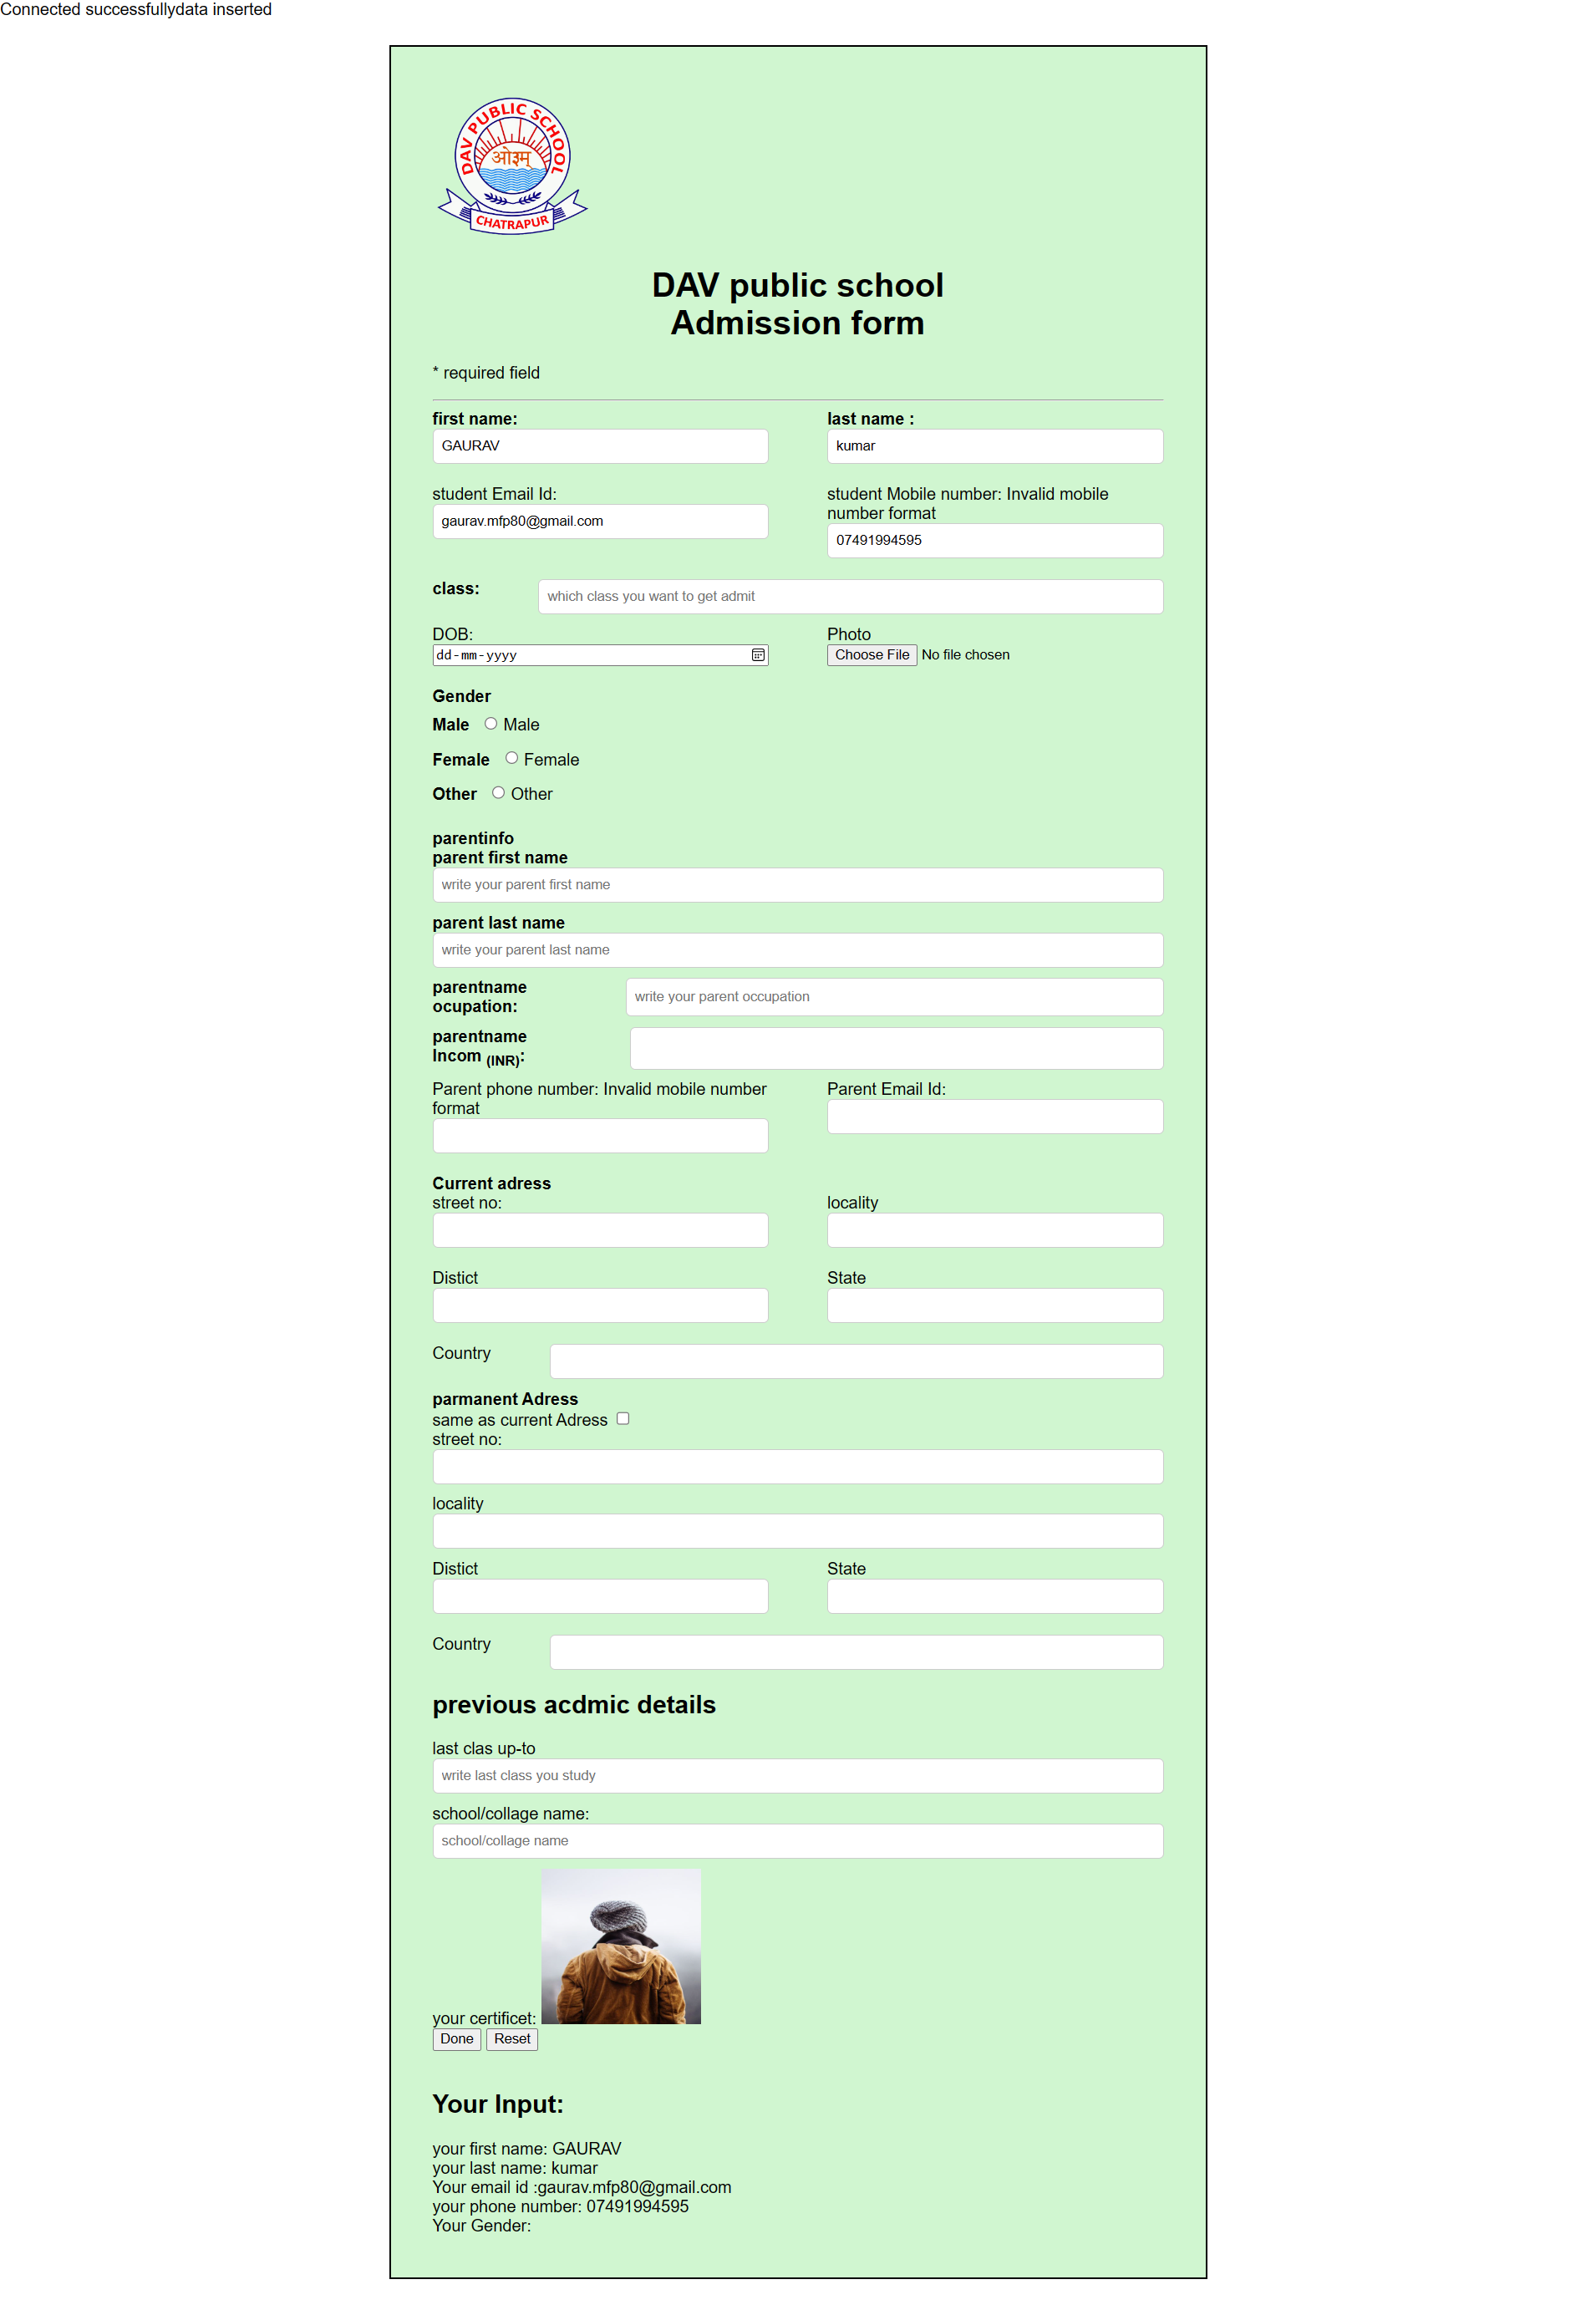 Connected successfullydata inserted
DAV PUBLIC SCHOOL
ओ३म्
CHATRAPUR
DAV public school
Admission form
* required field
first name:
last name :
GAURAV
kumar
student Email Id:
student Mobile number: Invalid mobile
number format
gaurav.mfp80@gmail.com
07491994595
class:
which class you want to get admit
DOB:
Photo
dd-mm-yyyy
Choose File No file chosen
Gender
Male Male
Female Female
Other Other
parentinfo
parent first name
write your parent first name
parent last name
write your parent last name
parentname
ocupation:
write your parent occupation
parentname
Incom (INR):
Parent phone number: Invalid mobile number
format
Parent Email Id:
Current adress
street no:
locality
Distict
State
Country
parmanent Adress
same as current Adress
street no:
locality
Distict
State
Country
previous acdmic details
last clas up-to
write last class you study
school/collage name:
school/collage name
your certificet:
Done Reset
Your Input:
your first name: GAURAV
your last name: kumar
Your email id :gaurav.mfp80@gmail.com
your phone number: 07491994595
Your Gender: